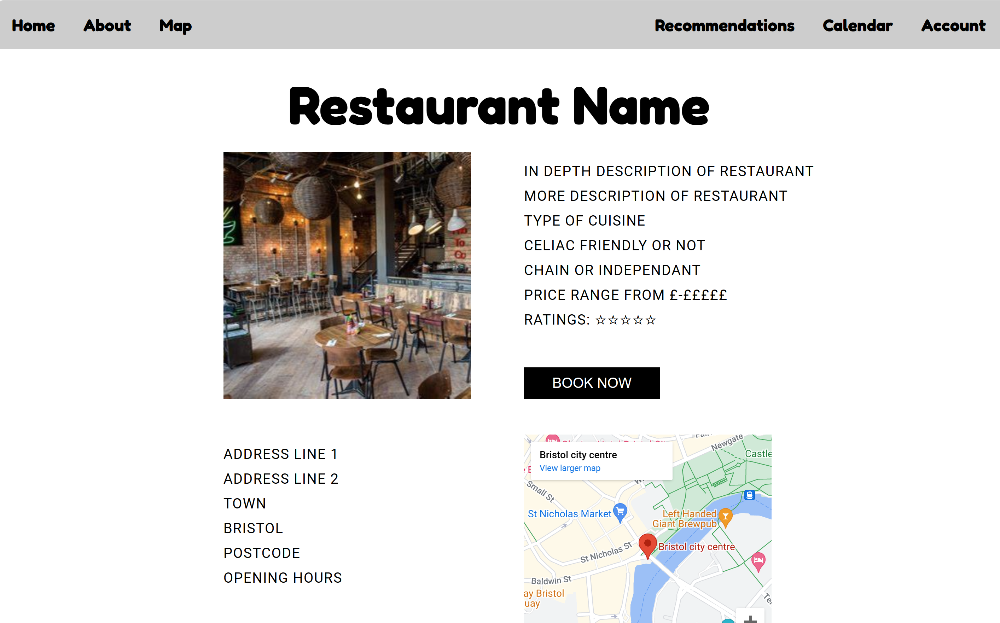 Home About Map Recommendations Calendar Account
Restaurant Name
To
IN DEPTH DESCRIPTION OF RESTAURANT
MORE DESCRIPTION OF RESTAURANT
TYPE OF CUISINE
CELIAC FRIENDLY OR NOT
CHAIN OR INDEPENDANT
PRICE RANGE FROM £-£££££
RATINGS: ☆☆☆☆☆
BOOK NOW
ADDRESS LINE 1
ADDRESS LINE 2
TOWN
BRISTOL
POSTCODE
OPENING HOURS
Newgate
Bristol city centre
View larger map
Castle
Small St
St Nicholas Market
Left Handed
Giant Brewpub
Bristol city centre
St Nicholas St
Baldwin St
ay Bristol
uay